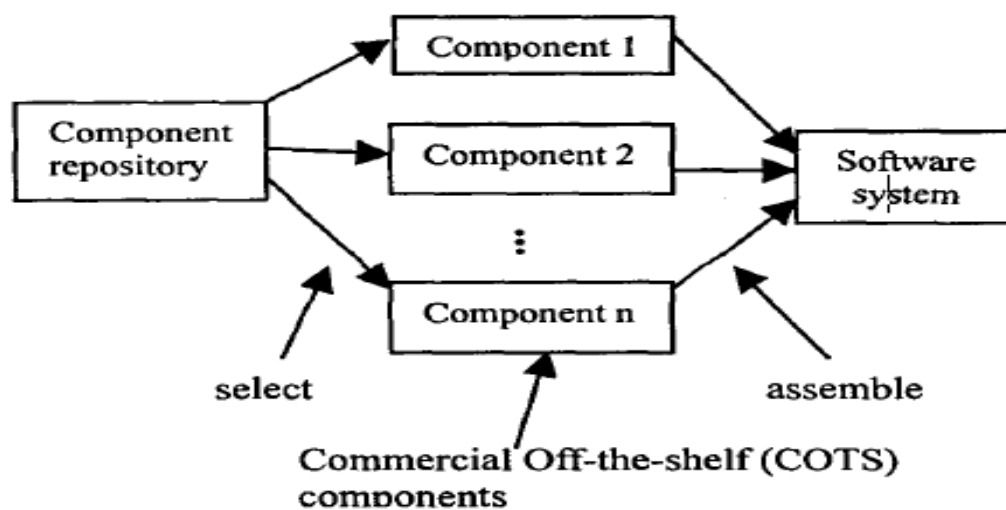 Component 1
Component
repository
Component 2
Software
system
Component n
select
assemble
Commercial Off-the-shelf (COTS)
components